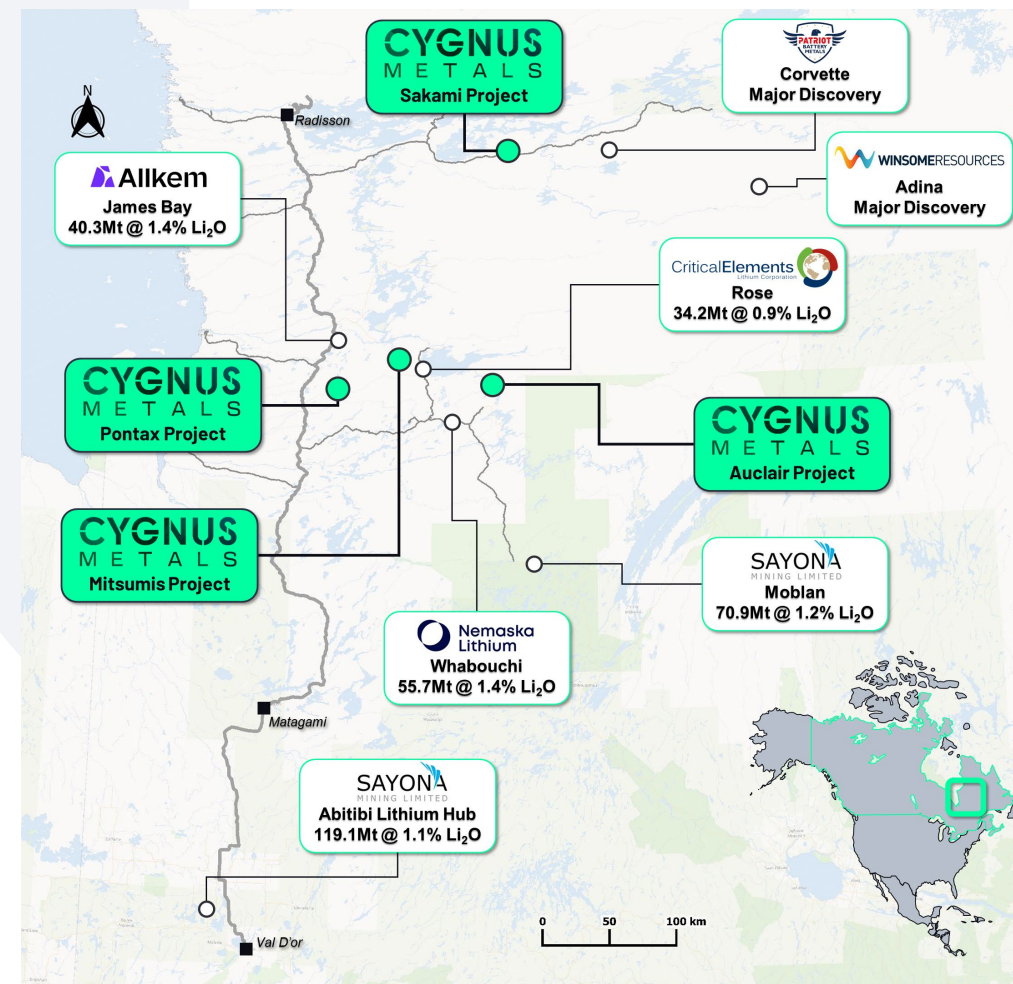 CYGNUS
METALS
Sakami Project
PATRIOT
BATTERY
METALS
Corvette
Major Discovery
N
Radisson
WINSOMERESOURCES
Adina
Major Discovery
Allkem
James Bay
40.3Mt @ 1.4% Li₂O
CriticalElements
Lithium Corporation
Rose
34.2Mt @ 0.9% Li₂O
CYGNUS
METALS
Pontax Project
CYGNUS
METALS
Auclair Project
CYGNUS
METALS
Mitsumis Project
SAYONA
MINING LIMITED
Moblan
70.9Mt @ 1.2% Li₂O
Nemaska
Lithium
Whabouchi
55.7Mt @ 1.4% Li₂O
Matagami
SAYONA
MINING LIMITED
Abitibi Lithium Hub
119.1Mt @ 1.1% Li₂O
0 50 100 km
Val D'or